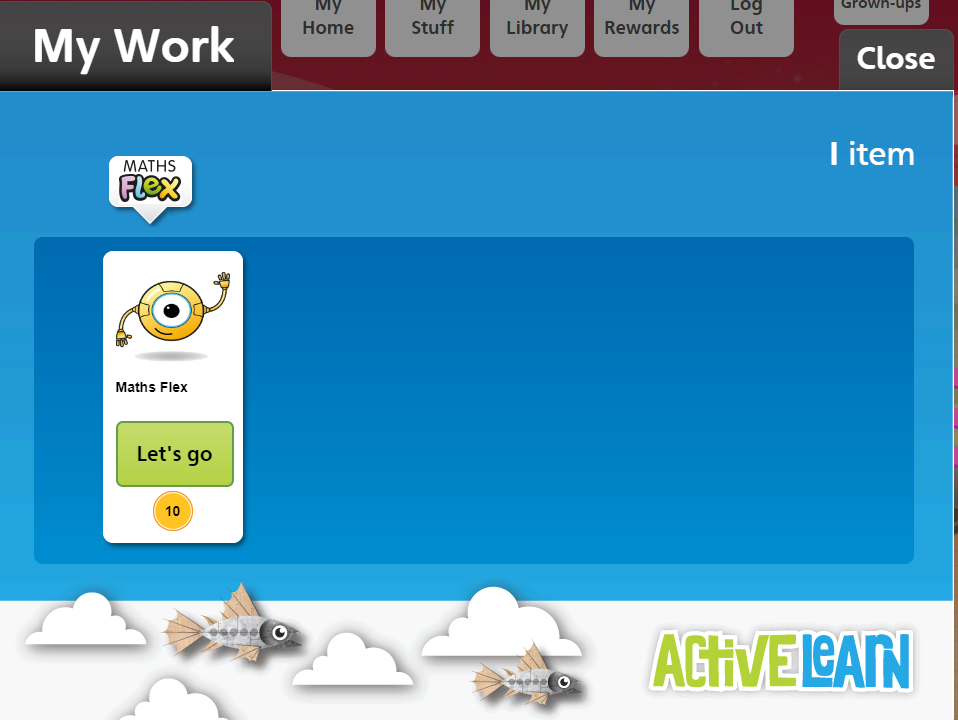 My Work
My
Home
My
Stuff
My
Library
My
Rewards
Log
Out
Grown-ups
Close
1 item
MATHS
FLEX
Maths Flex
Let's go
10
ACTIVE LEARN